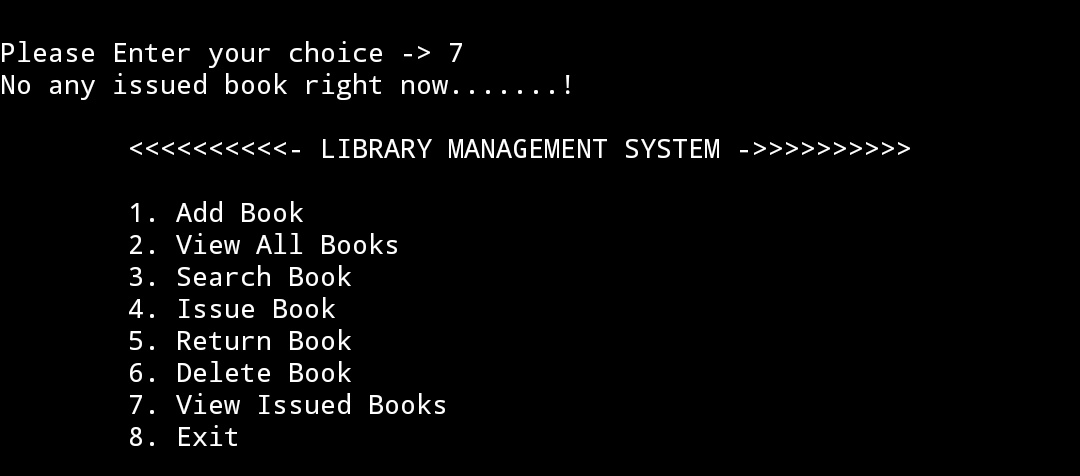 Please Enter your choice -> 7
No any issued book right now.......!
<<<<<<<<<<- LIBRARY MANAGEMENT SYSTEM ->>>>>>>>>>
1. Add Book
2. View All Books
3. Search Book
4. Issue Book
5. Return Book
6. Delete Book
7. View Issued Books
8. Exit